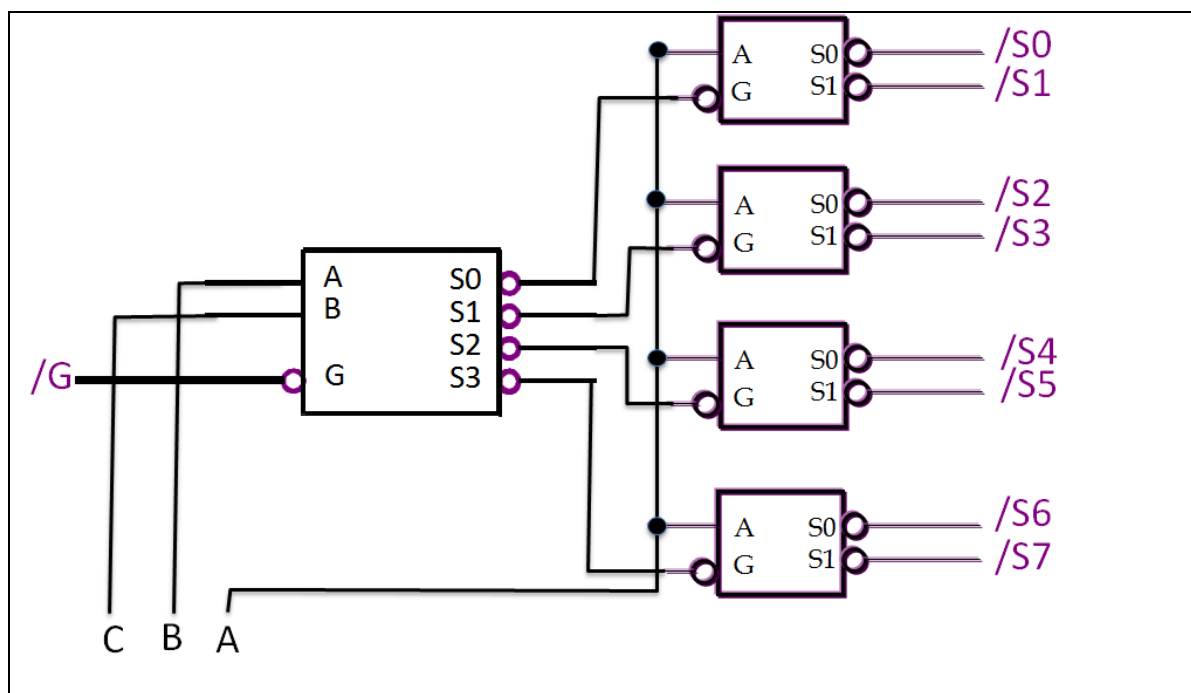 A S0 /S0
G S1 /S1
A S0 /S2
G S1 /S3
A S0
B S1
S2
/G G S3
A S0 /S4
G S1 /S5
A S0 /S6
G S1 /S7
C B A